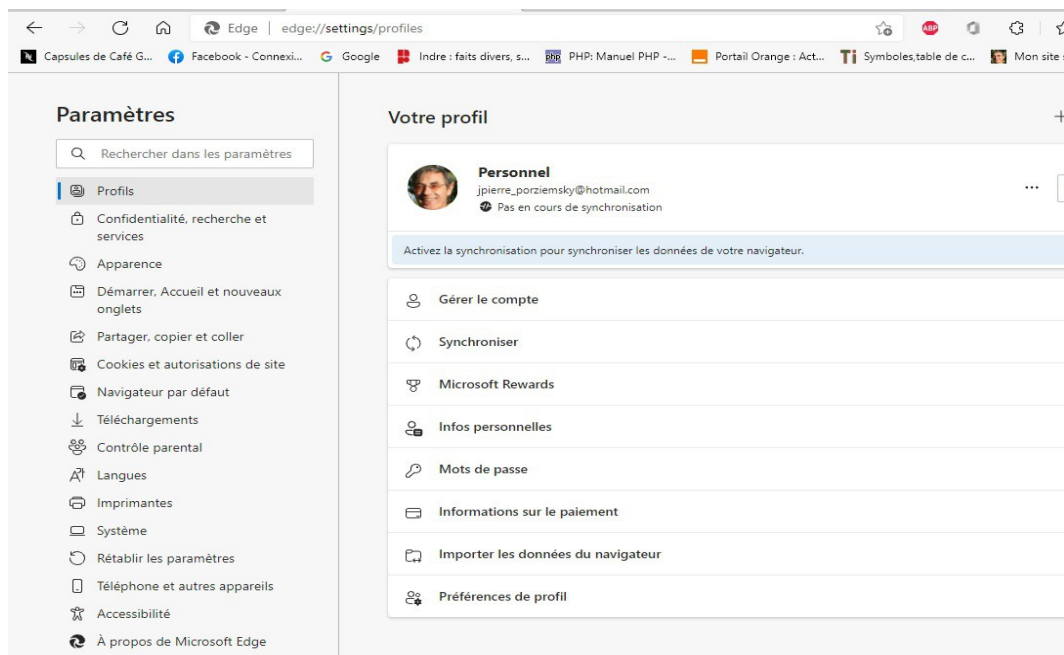 Edge | edge://settings/profiles
ABP
Capsules de Café G... Facebook - Connexi... G Google Indre : faits divers, s... php PHP: Manuel PHP -... Portail Orange : Act... Ti Symboles,table de c... Mon site
Paramètres
Rechercher dans les paramètres
Profils
Confidentialité, recherche et
services
Apparence
Démarrer, Accueil et nouveaux
onglets
Partager, copier et coller
Cookies et autorisations de site
Navigateur par défaut
Téléchargements
Contrôle parental
Langues
Imprimantes
Système
Rétablir les paramètres
Téléphone et autres appareils
Accessibilité
À propos de Microsoft Edge
Votre profil
Personnel
jpierre_porziemsky@hotmail.com
Pas en cours de synchronisation
Activez la synchronisation pour synchroniser les données de votre navigateur.
Gérer le compte
Synchroniser
Microsoft Rewards
Infos personnelles
Mots de passe
Informations sur le paiement
Importer les données du navigateur
Préférences de profil